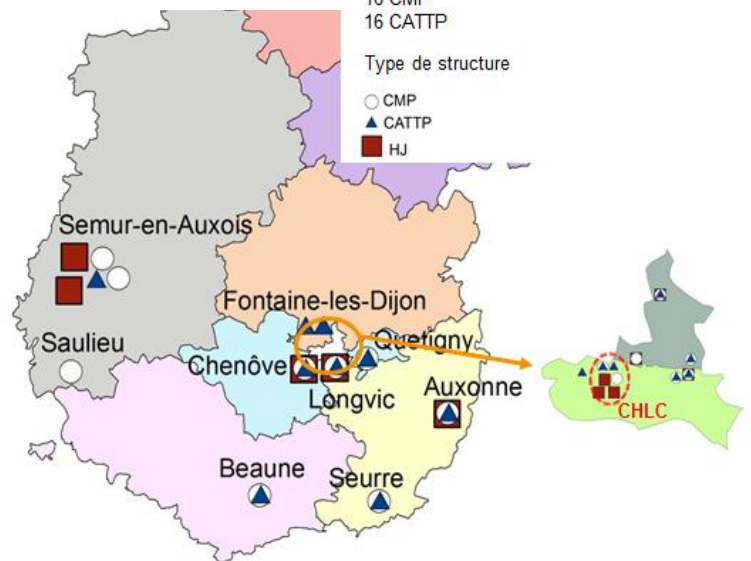 16 CATTP
Type de structure
CMP
CATTP
HJ
Semur-en-Auxois
Fontaine-les-Dijon
Saulieu
Quetigny
Chenôve
Longvic
Auxonne
CHLC
Beaune
Seurre